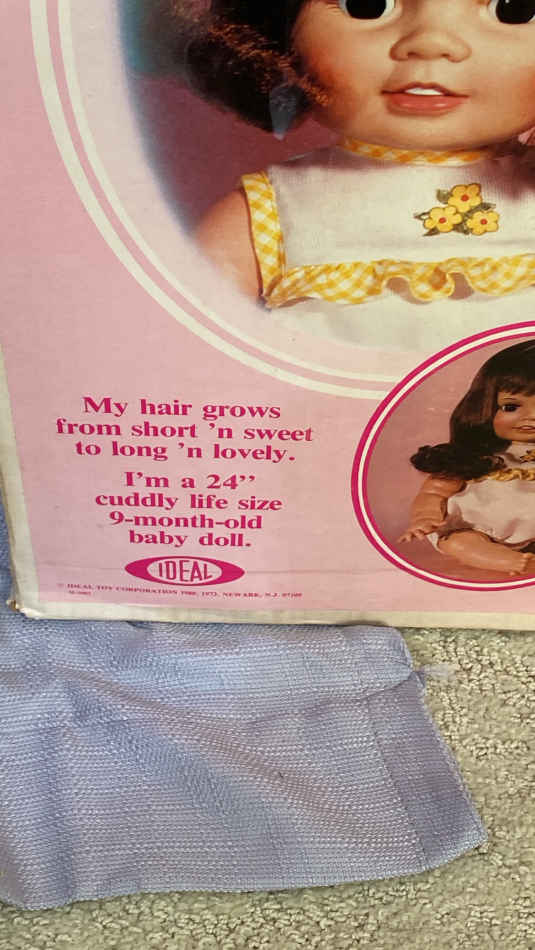 My hair grows
from short 'n sweet
to long 'n lovely.
I'm a 24''
cuddly life size
9-month-old
baby doll.
IDEAL
© IDEAL TOY CORPORATION 1980, 1972, NEWARK, N.J. 07105